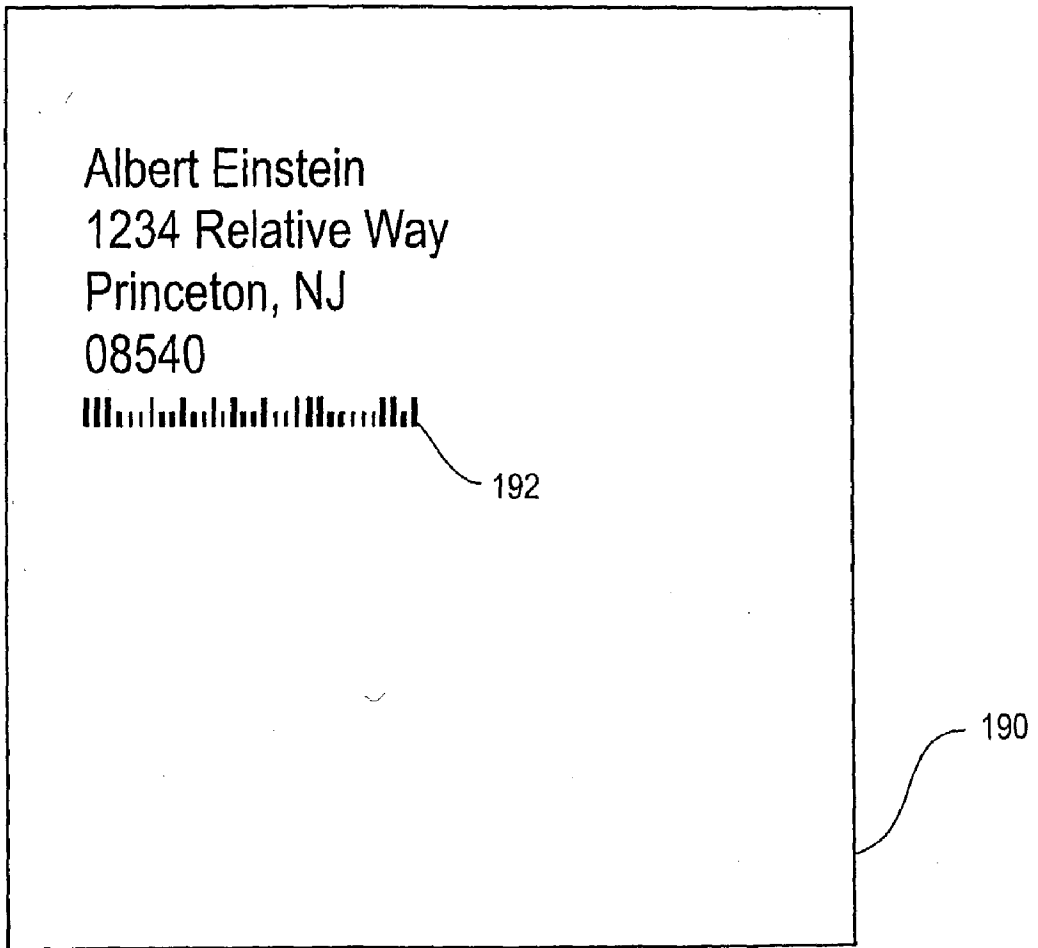 Albert Einstein
1234 Relative Way
Princeton, NJ
08540
192
190